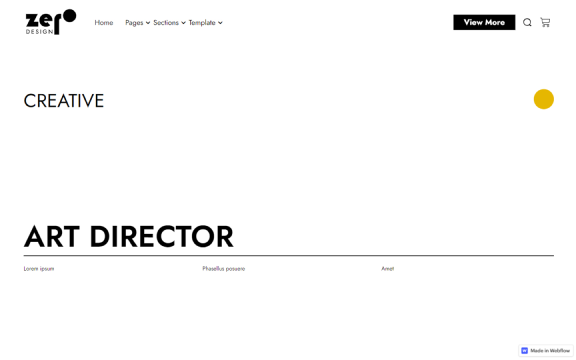 zero
DESIGN
Home Pages Sections Template
View More
CREATIVE
ART DIRECTOR
Lorem ipsum Phasellus posuere Amet
Made in Webflow